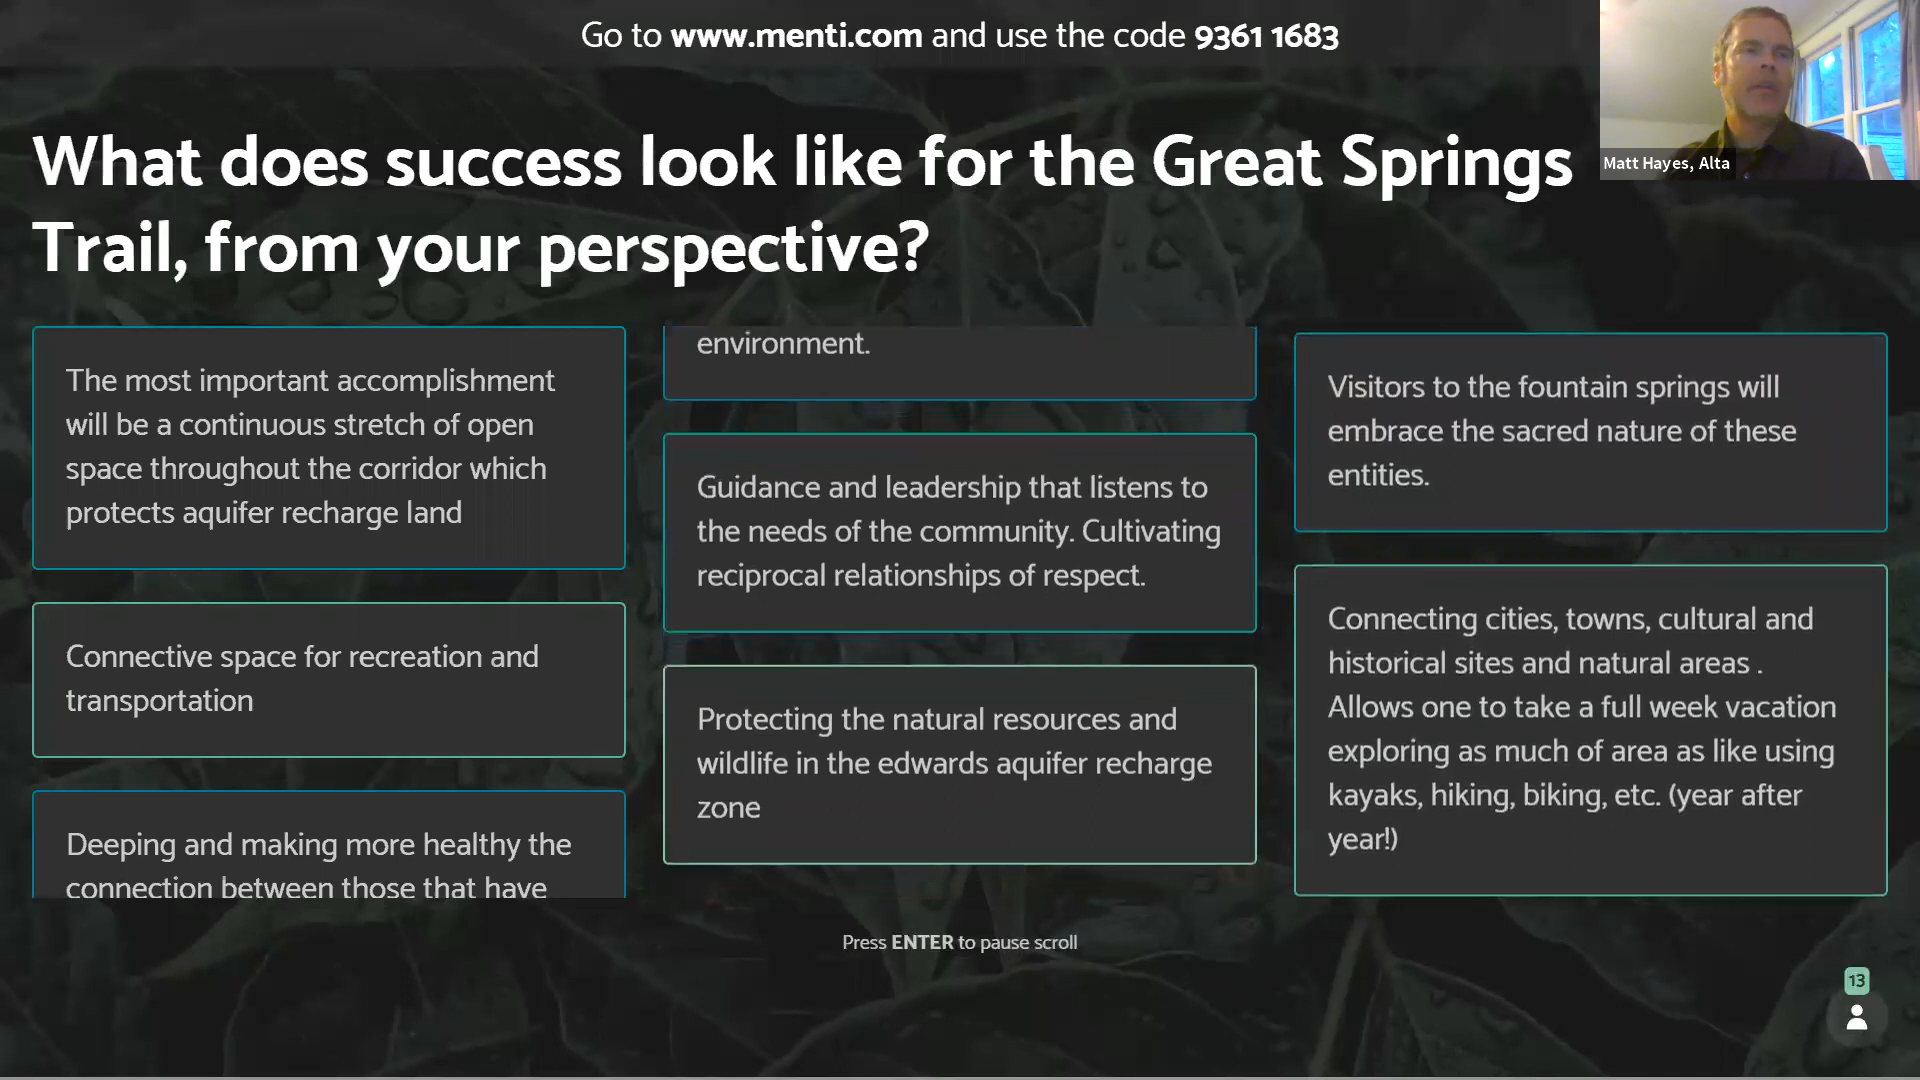 Go to www.menti.com and use the code 9361 1683
Matt Hayes, Alta
What does success look like for the Great Springs
Trail, from your perspective?
The most important accomplishment
will be a continuous stretch of open
space throughout the corridor which
protects aquifer recharge land
Connective space for recreation and
transportation
Deeping and making more healthy the
connection between those that have
environment.
Guidance and leadership that listens to
the needs of the community. Cultivating
reciprocal relationships of respect.
Protecting the natural resources and
wildlife in the edwards aquifer recharge
zone
Visitors to the fountain springs will
embrace the sacred nature of these
entities.
Connecting cities, towns, cultural and
historical sites and natural areas .
Allows one to take a full week vacation
exploring as much of area as like using
kayaks, hiking, biking, etc. (year after
year!)
Press ENTER to pause scroll
13